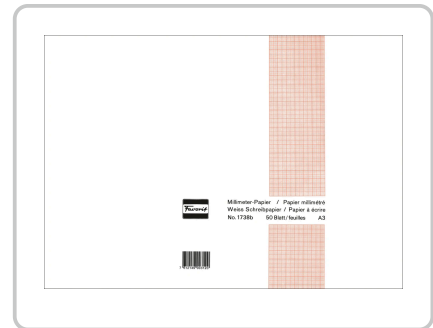 Favorit
Millimeter-Papier / Papier millimétré
Weiss Schreibpapier / Papier à écrire
No. 1738b 50 Blatt/feuilles A3